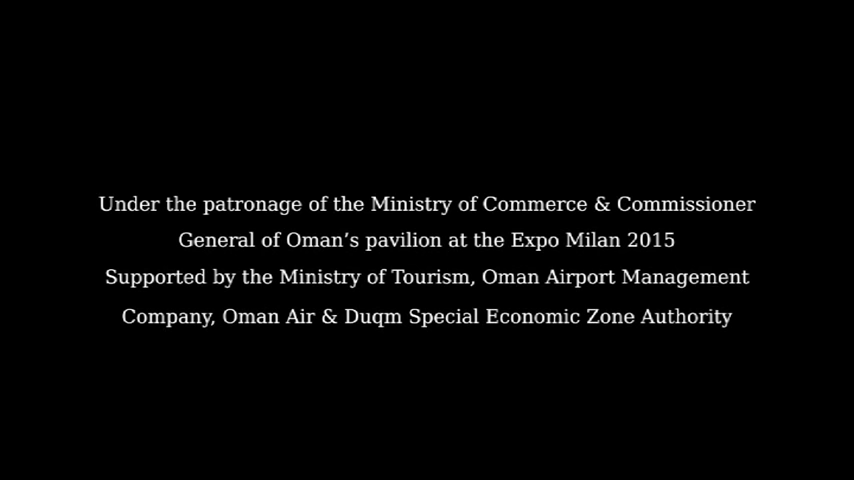 Under the patronage of the Ministry of Commerce & Commissioner
General of Oman’s pavilion at the Expo Milan 2015
Supported by the Ministry of Tourism, Oman Airport Management
Company, Oman Air & Duqm Special Economic Zone Authority